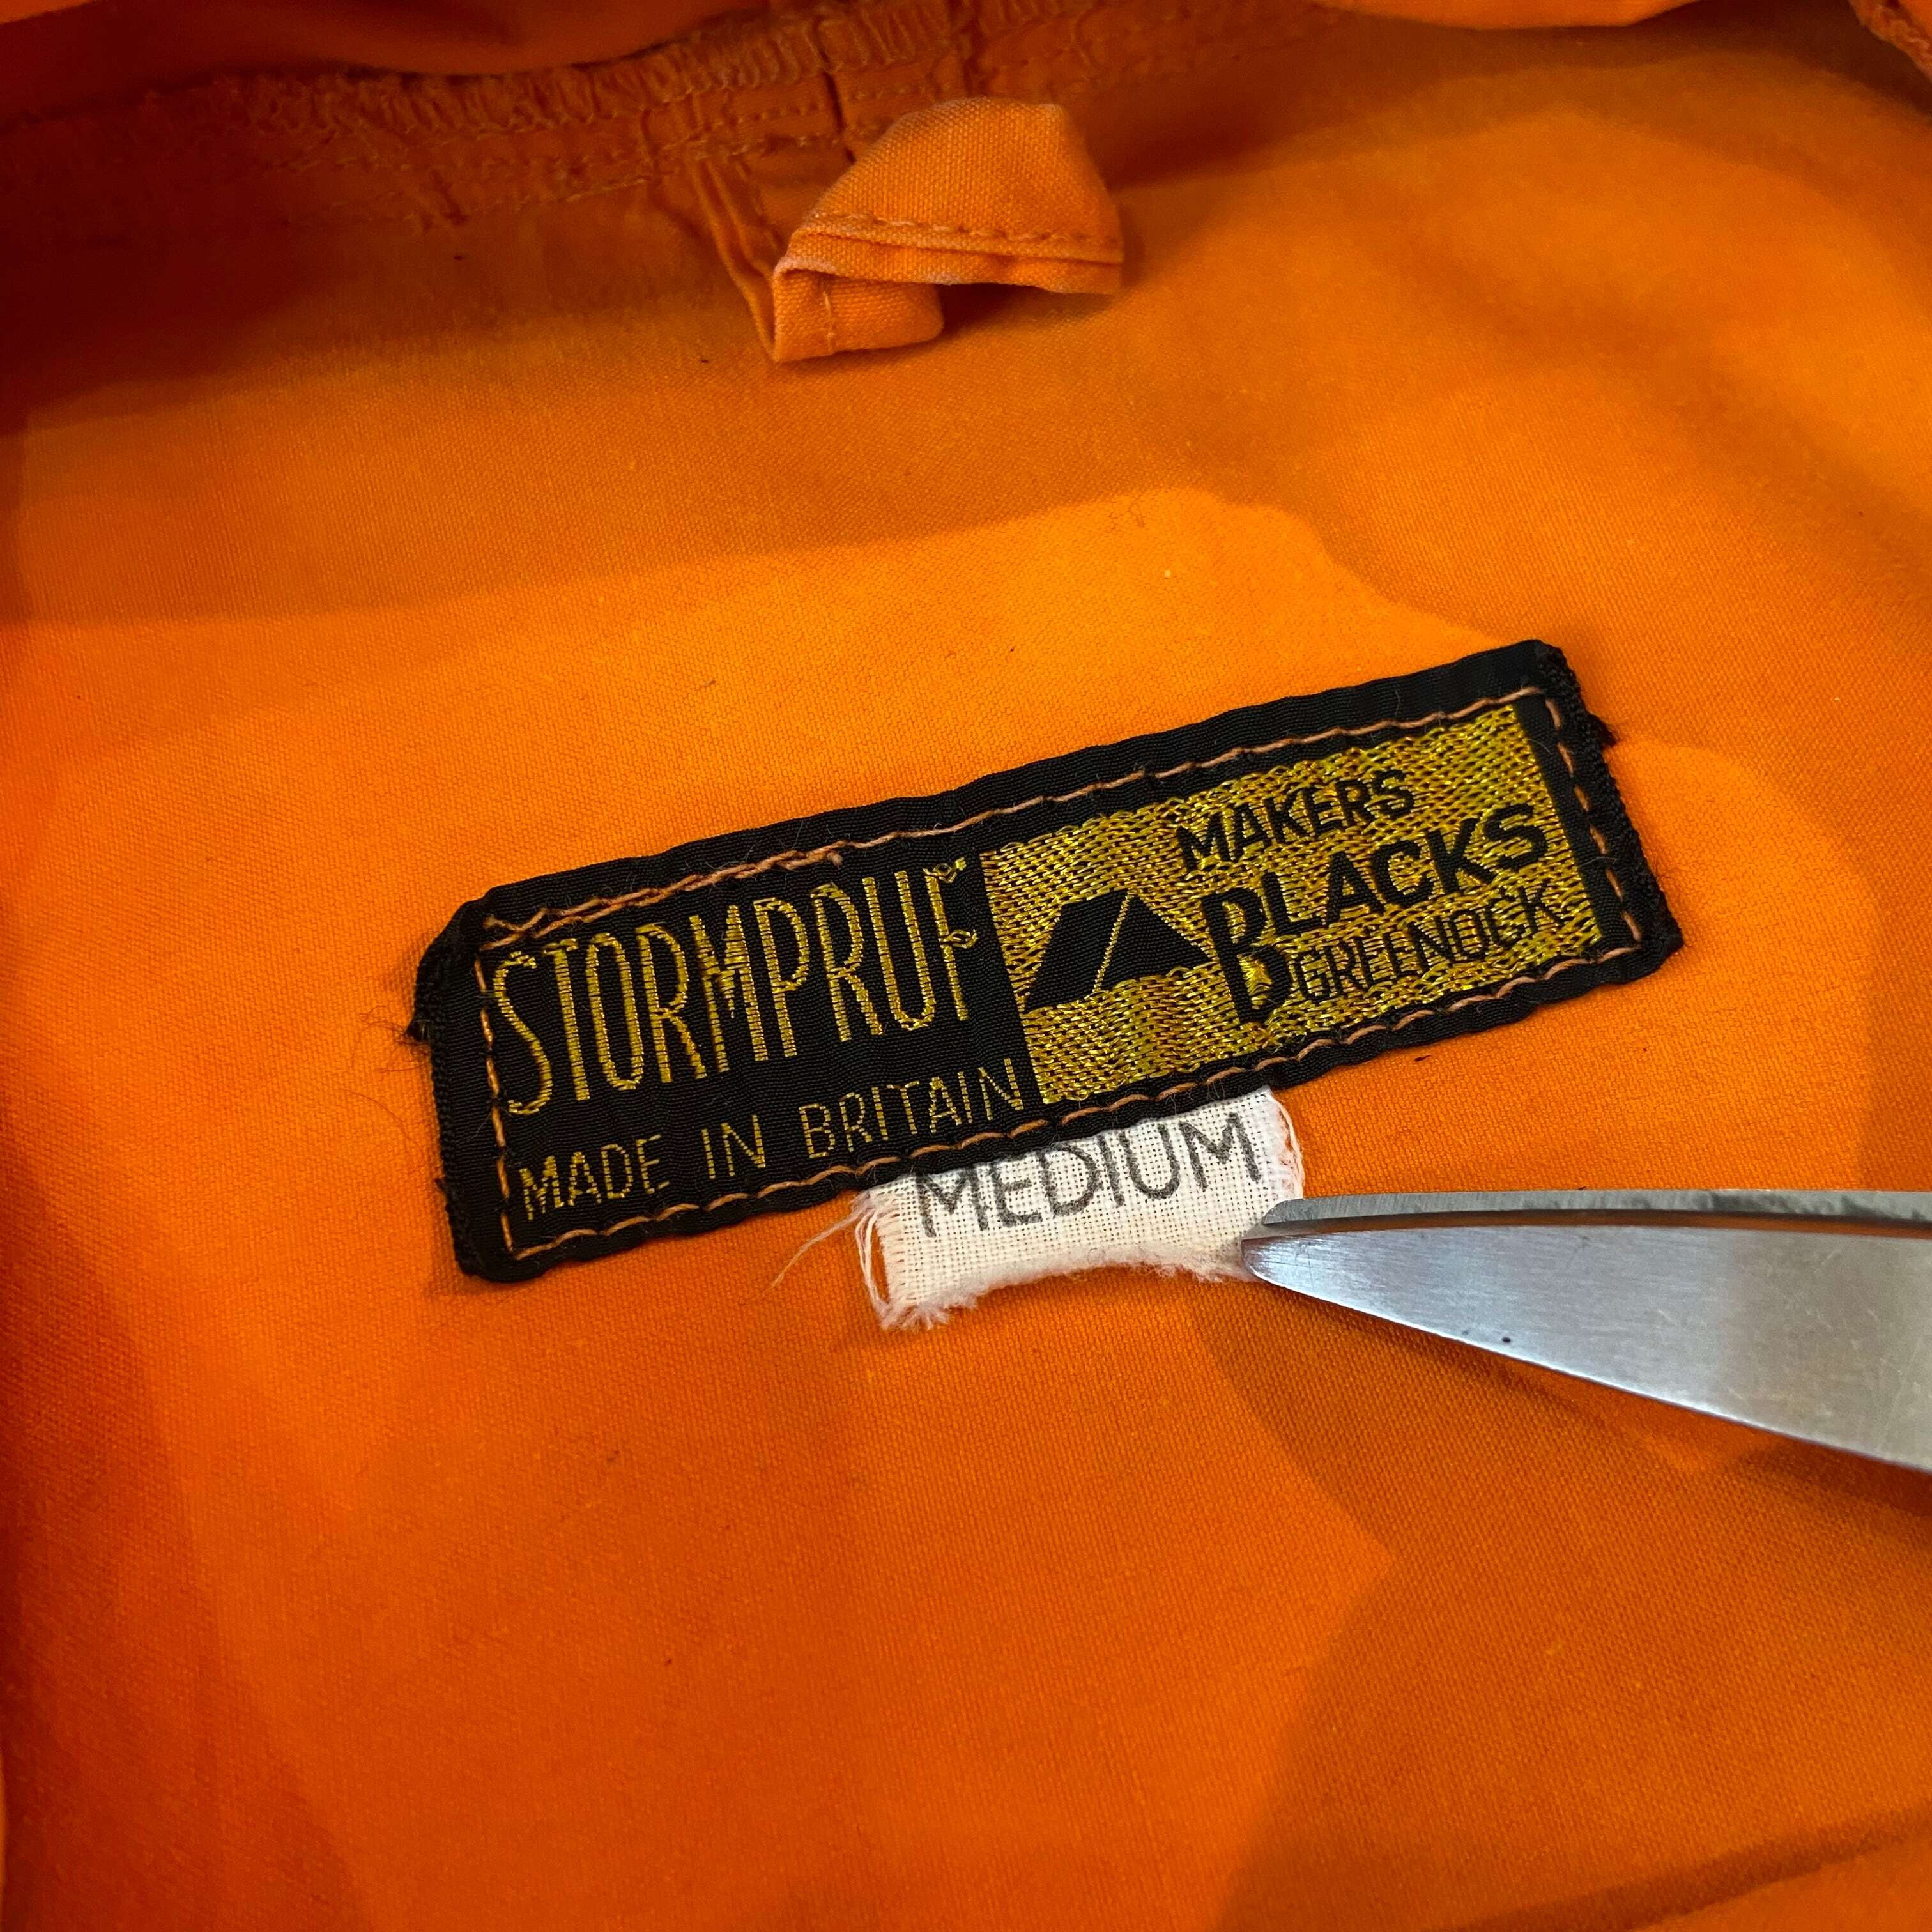 STORMPRUF
MADE IN BRITAIN
MAKERS
BLACKS
GREENOCK
MEDIUM